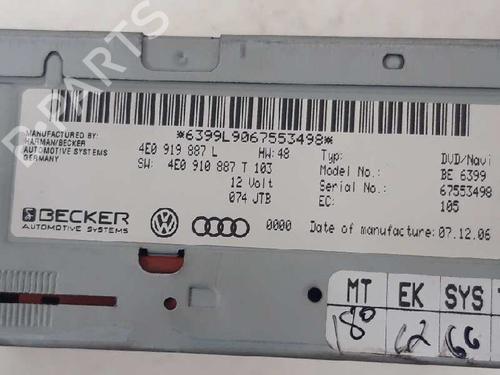 B-PARTS
*6399L9067553498*
MANUFACTURED BY:
HARMAN/BECKER
AUTOMOTIVE SYSTEMS
GERMANY
4E0 919 887 L HW: 48
SW: 4E0 910 887 T 103
12 Volt
074 JTB
Typ: DVD/Navi
Model No.: BE 6399
Serial No.: 67553498
EC: 105
BECKER
AUTOMOTIVE SYSTEMS
0000 Date of manufacture: 07.12.06
MT EK SYS
180 62 66